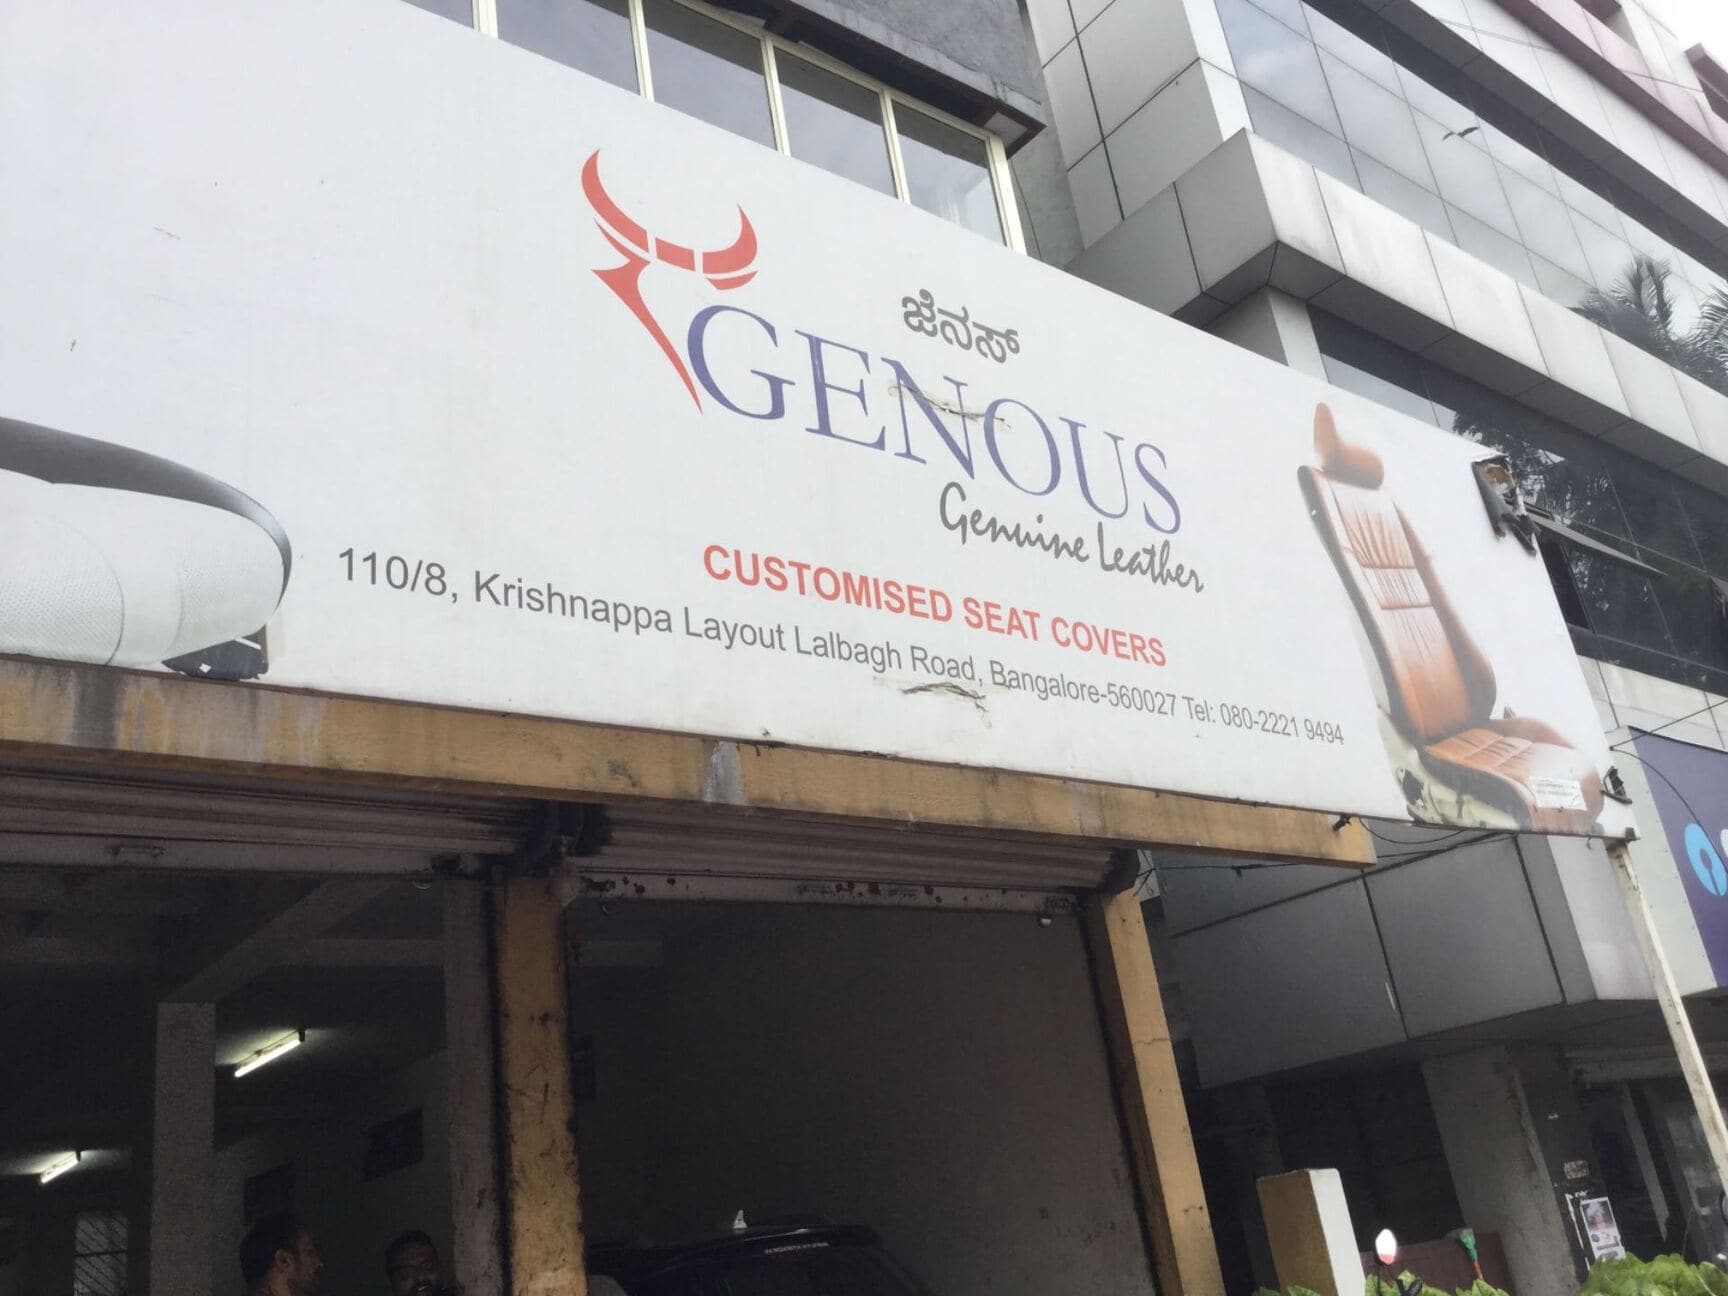 ಜೆನಸ್
GENOUS
Genuine Leather
CUSTOMISED SEAT COVERS
110/8, Krishnappa Layout Lalbagh Road, Bangalore-560027 Tel: 080-2221 9494